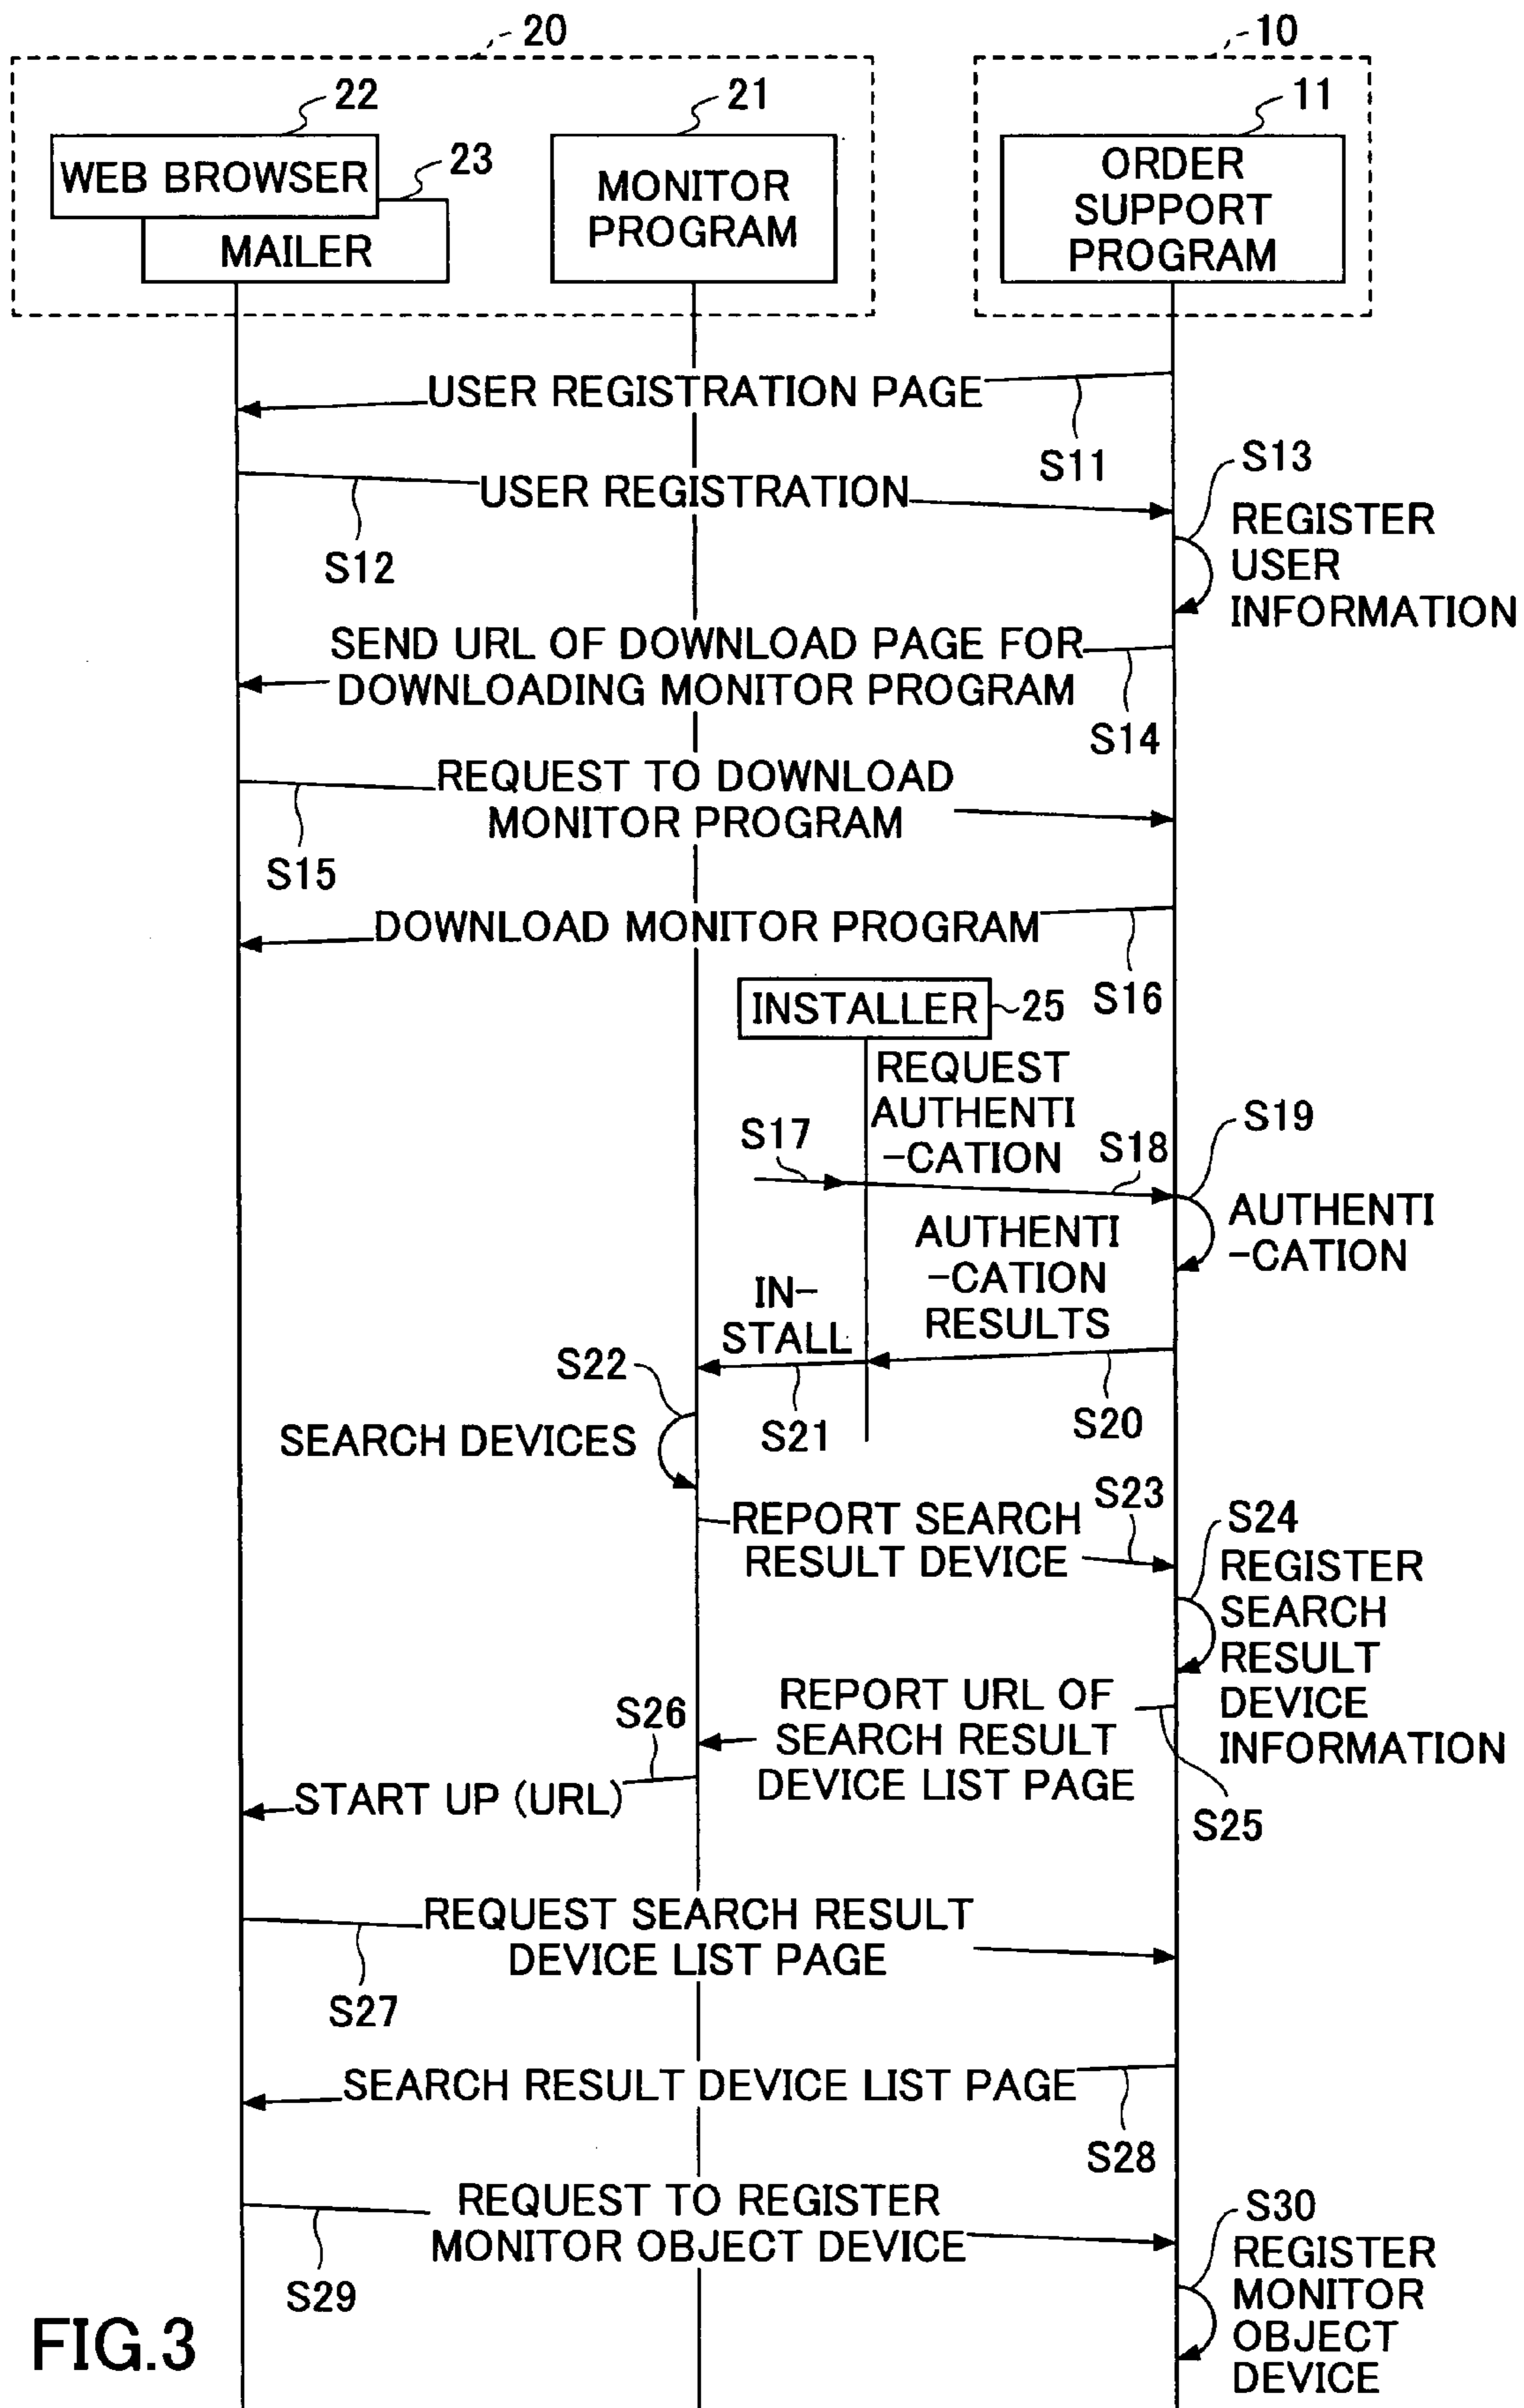 20
10
22
21
11
WEB BROWSER
23
MAILER
MONITOR
PROGRAM
ORDER
SUPPORT
PROGRAM
USER REGISTRATION PAGE
S11
USER REGISTRATION
S12
S13
REGISTER
USER
INFORMATION
SEND URL OF DOWNLOAD PAGE FOR
DOWNLOADING MONITOR PROGRAM
S14
REQUEST TO DOWNLOAD
MONITOR PROGRAM
S15
DOWNLOAD MONITOR PROGRAM
S16
INSTALLER
25
REQUEST
AUTHENTI
-CATION
S17
S18
S19
AUTHENTI
-CATION
AUTHENTI
-CATION
RESULTS
IN-
STALL
S20
S21
S22
SEARCH DEVICES
REPORT SEARCH
RESULT DEVICE
S23
S24
REGISTER
SEARCH
RESULT
DEVICE
INFORMATION
REPORT URL OF
SEARCH RESULT
DEVICE LIST PAGE
S25
S26
START UP (URL)
REQUEST SEARCH RESULT
DEVICE LIST PAGE
S27
SEARCH RESULT DEVICE LIST PAGE
S28
REQUEST TO REGISTER
MONITOR OBJECT DEVICE
S29
S30
REGISTER
MONITOR
OBJECT
DEVICE
FIG.3